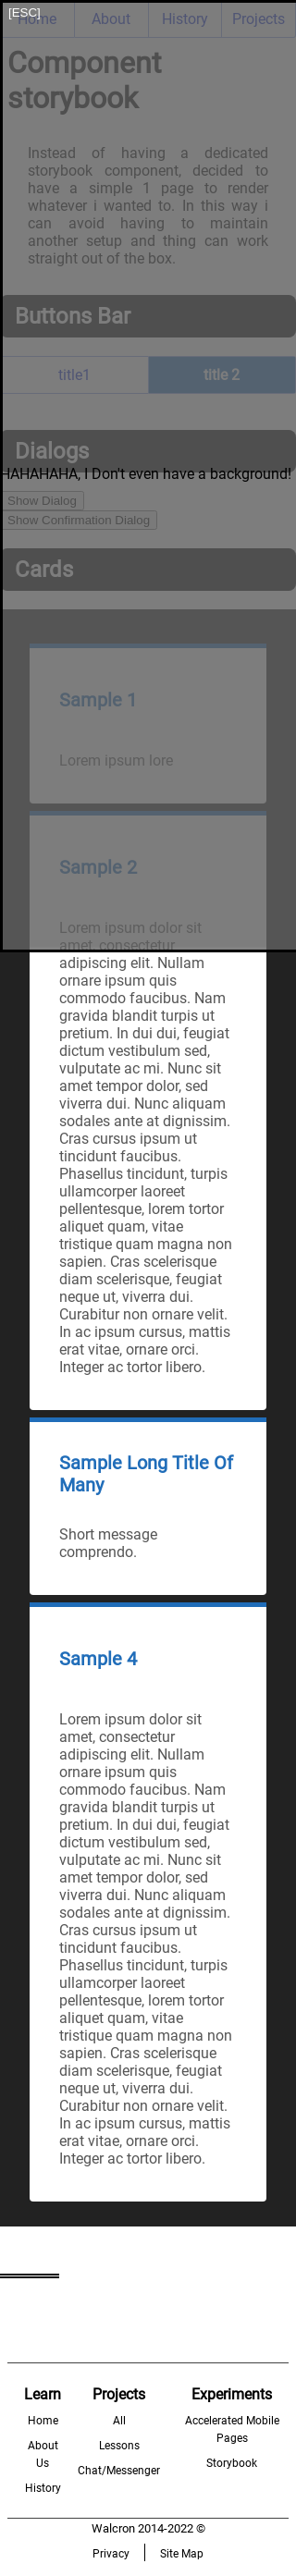 [ESC]
Home About History Projects
Component
storybook
Instead of having a dedicated
storybook component, decided to
have a simple 1 page to render
whatever i wanted to. In this way i
can avoid having to maintain
another setup and thing can work
straight out of the box.
Buttons Bar
title1 title 2
Dialogs
HAHAHAHA, I Don't even have a background!
Show Dialog
Show Confirmation Dialog
Cards
Sample 1
Lorem ipsum lore
Sample 2
Lorem ipsum dolor sit
amet, consectetur
adipiscing elit. Nullam
ornare ipsum quis
commodo faucibus. Nam
gravida blandit turpis ut
pretium. In dui dui, feugiat
dictum vestibulum sed,
vulputate ac mi. Nunc sit
amet tempor dolor, sed
viverra dui. Nunc aliquam
sodales ante at dignissim.
Cras cursus ipsum ut
tincidunt faucibus.
Phasellus tincidunt, turpis
ullamcorper laoreet
pellentesque, lorem tortor
aliquet quam, vitae
tristique quam magna non
sapien. Cras scelerisque
diam scelerisque, feugiat
neque ut, viverra dui.
Curabitur non ornare velit.
In ac ipsum cursus, mattis
erat vitae, ornare orci.
Integer ac tortor libero.
Sample Long Title Of
Many
Short message
comprendo.
Sample 4
Lorem ipsum dolor sit
amet, consectetur
adipiscing elit. Nullam
ornare ipsum quis
commodo faucibus. Nam
gravida blandit turpis ut
pretium. In dui dui, feugiat
dictum vestibulum sed,
vulputate ac mi. Nunc sit
amet tempor dolor, sed
viverra dui. Nunc aliquam
sodales ante at dignissim.
Cras cursus ipsum ut
tincidunt faucibus.
Phasellus tincidunt, turpis
ullamcorper laoreet
pellentesque, lorem tortor
aliquet quam, vitae
tristique quam magna non
sapien. Cras scelerisque
diam scelerisque, feugiat
neque ut, viverra dui.
Curabitur non ornare velit.
In ac ipsum cursus, mattis
erat vitae, ornare orci.
Integer ac tortor libero.
Learn
Home
About
Us
History
Projects
All
Lessons
Chat/Messenger
Experiments
Accelerated Mobile
Pages
Storybook
Walcron 2014-2022 ©
Privacy Site Map